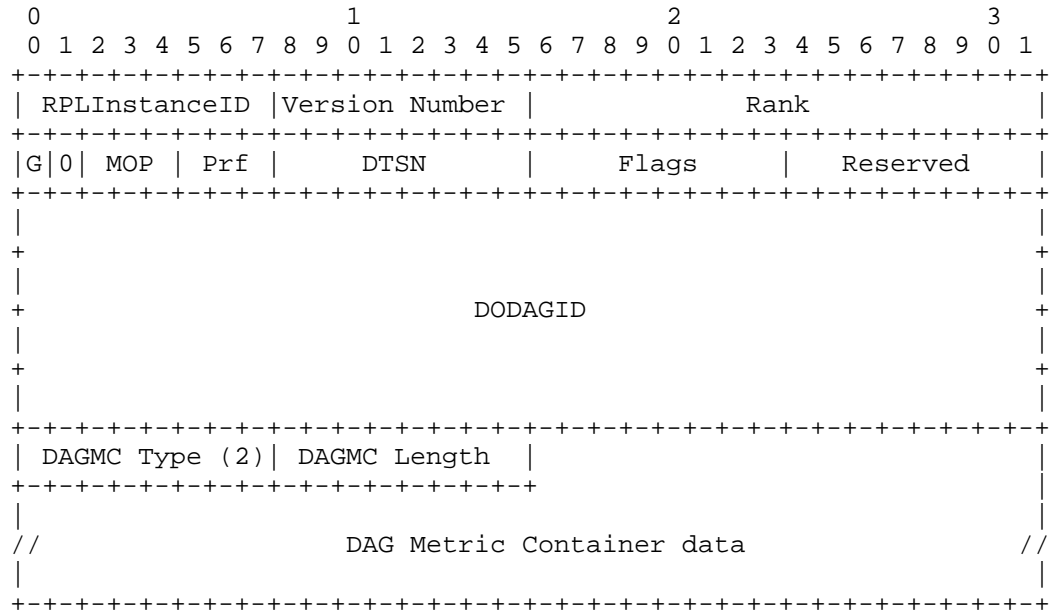 0                   1                   2                   3
 0 1 2 3 4 5 6 7 8 9 0 1 2 3 4 5 6 7 8 9 0 1 2 3 4 5 6 7 8 9 0 1
+-+-+-+-+-+-+-+-+-+-+-+-+-+-+-+-+-+-+-+-+-+-+-+-+-+-+-+-+-+-+-+-+
| RPLInstanceID |Version Number |             Rank              |
+-+-+-+-+-+-+-+-+-+-+-+-+-+-+-+-+-+-+-+-+-+-+-+-+-+-+-+-+-+-+-+-+
|G|0| MOP | Prf |     DTSN      |     Flags     |   Reserved    |
+-+-+-+-+-+-+-+-+-+-+-+-+-+-+-+-+-+-+-+-+-+-+-+-+-+-+-+-+-+-+-+-+
|                                                               |
+                                                               +
|                                                               |
+                            DODAGID                            +
|                                                               |
+                                                               +
|                                                               |
+-+-+-+-+-+-+-+-+-+-+-+-+-+-+-+-+-+-+-+-+-+-+-+-+-+-+-+-+-+-+-+-+
| DAGMC Type (2)| DAGMC Length  |                               |
+-+-+-+-+-+-+-+-+-+-+-+-+-+-+-+-+                               |
|                                                               |
//                   DAG Metric Container data                 //
|                                                               |
+-+-+-+-+-+-+-+-+-+-+-+-+-+-+-+-+-+-+-+-+-+-+-+-+-+-+-+-+-+-+-+-+